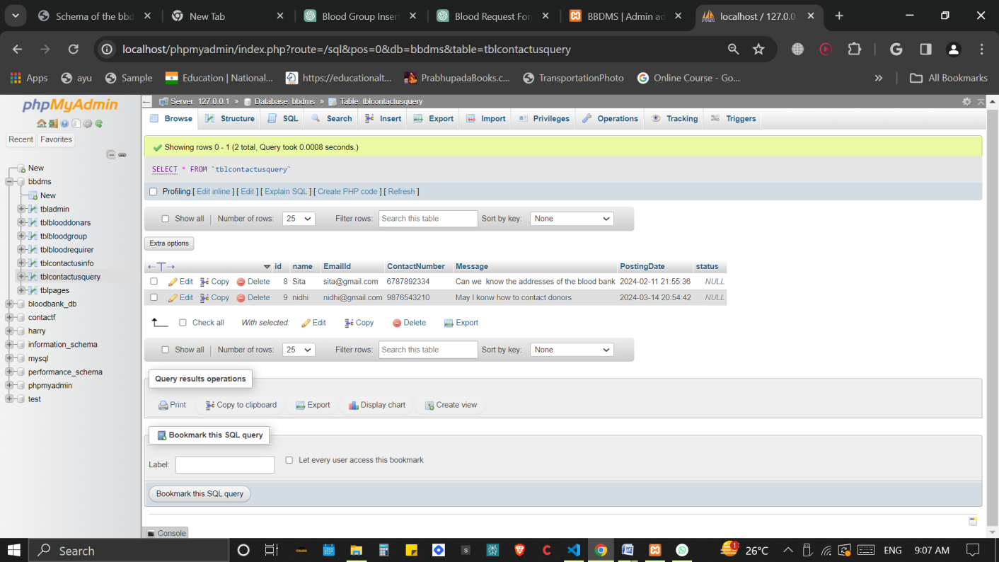 Schema of the bbd
New Tab
Blood Group Inser
Blood Request For
BBDMS | Admin ad
localhost / 127.0.0.
localhost/phpmyadmin/index.php?route=/sql&pos=0&db=bbdms&table=tblcontactusquery
Apps ayu Sample Education | National... https://educationalt... PrabhupadaBooks.c... TransportationPhoto Online Course - Go... » All Bookmarks
phpMyAdmin
Recent Favorites
New
bbdms
New
tbladmin
tblblooddonars
tblbloodgroup
tblbloodrequirer
tblcontactusinfo
tblcontactusquery
tblpages
bloodbank_db
contactf
harry
information_schema
mysql
performance_schema
phpmyadmin
test
Server: 127.0.0.1 » Database: bbdms » Table: tblcontactusquery
Browse Structure SQL Search Insert Export Import Privileges Operations Tracking Triggers
Showing rows 0 - 1 (2 total, Query took 0.0008 seconds.)
SELECT * FROM `tblcontactusquery`
Profiling [ Edit inline ] [ Edit ] [ Explain SQL ] [ Create PHP code ] [ Refresh ]
Show all | Number of rows: 25 Filter rows: Search this table Sort by key: None
Extra options
←T→ id name EmailId ContactNumber Message PostingDate status
Edit Copy Delete 8 Sita sita@gmail.com 6787892334 Can we know the addresses of the blood bank 2024-02-11 21:55:36 NULL
Edit Copy Delete 9 nidhi nidhi@gmail.com 9876543210 May I konw how to contact donors 2024-03-14 20:54:42 NULL
Check all With selected: Edit Copy Delete Export
Show all | Number of rows: 25 Filter rows: Search this table Sort by key: None
Query results operations
Print Copy to clipboard Export Display chart Create view
Bookmark this SQL query
Label: Let every user access this bookmark
Bookmark this SQL query
Console
Search
1 26°C ENG 9:07 AM